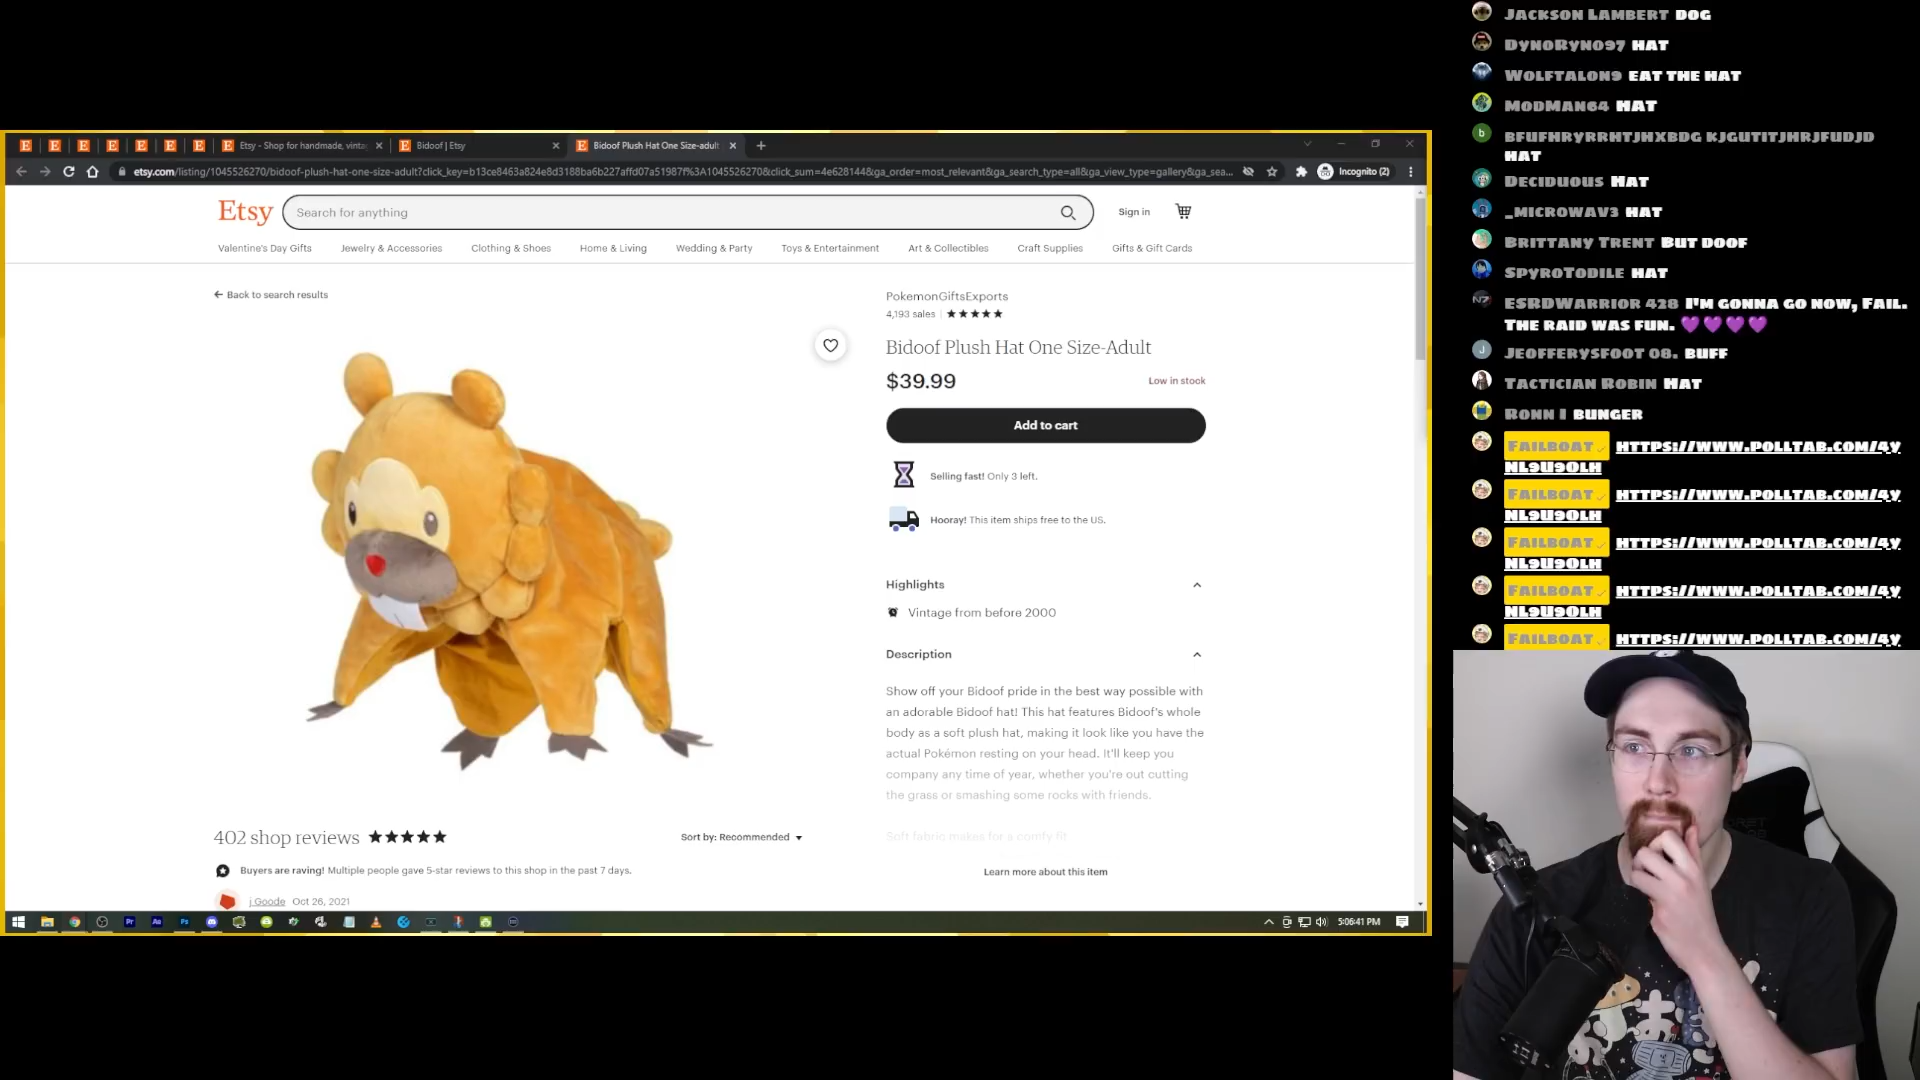 Etsy - Shop for handmade, vinta
Bidoof | Etsy
Bidoof Plush Hat One Size-adult
etsy.com/listing/1045526270/bidoof-plush-hat-one-size-adult?click_key=b13ce8463a824e8d3188ba6b227affd07a51987f%3A1045526270&click_sum=4e628144&ga_order=most_relevant&ga_search_type=all&ga_view_type=gallery&ga_sea...
Incognito (2)
Etsy
Search for anything
Sign in
Valentine's Day Gifts
Jewelry & Accessories
Clothing & Shoes
Home & Living
Wedding & Party
Toys & Entertainment
Art & Collectibles
Craft Supplies
Gifts & Gift Cards
Back to search results
PokemonGiftsExports
4,193 sales
Bidoof Plush Hat One Size-Adult
$39.99
Low in stock
Add to cart
Selling fast! Only 3 left.
Hooray! This item ships free to the US.
Highlights
Vintage from before 2000
Description
Show off your Bidoof pride in the best way possible with
an adorable Bidoof hat! This hat features Bidoof's whole
body as a soft plush hat, making it look like you have the
actual Pokémon resting on your head. It'll keep you
company any time of year, whether you're out cutting
the grass or smashing some rocks with friends.
Soft fabric makes for a comfy fit
Learn more about this item
402 shop reviews
Sort by: Recommended
Buyers are raving! Multiple people gave 5-star reviews to this shop in the past 7 days.
j Goode Oct 26, 2021
5:06:41 PM
Jackson Lambert dog
DynoRyno97 hat
Wolftalon9 eat the hat
ModMan64 hat
bfufhryrrhtjhxbdg kjgutitjhrjfudjd
hat
Deciduous Hat
_microwav3 hat
Brittany Trent But doof
SpyroTodile hat
ESRDWarrior 428 I'm gonna go now, Fail.
The raid was fun. 💜💜💜💜
Jeofferysfoot 08. buff
Tactician Robin Hat
Ronn I bunger
Failboat https://www.polltab.com/4y
NL9U9OLH
Failboat https://www.polltab.com/4y
NL9U9OLH
Failboat https://www.polltab.com/4y
NL9U9OLH
Failboat https://www.polltab.com/4y
NL9U9OLH
Failboat https://www.polltab.com/4y